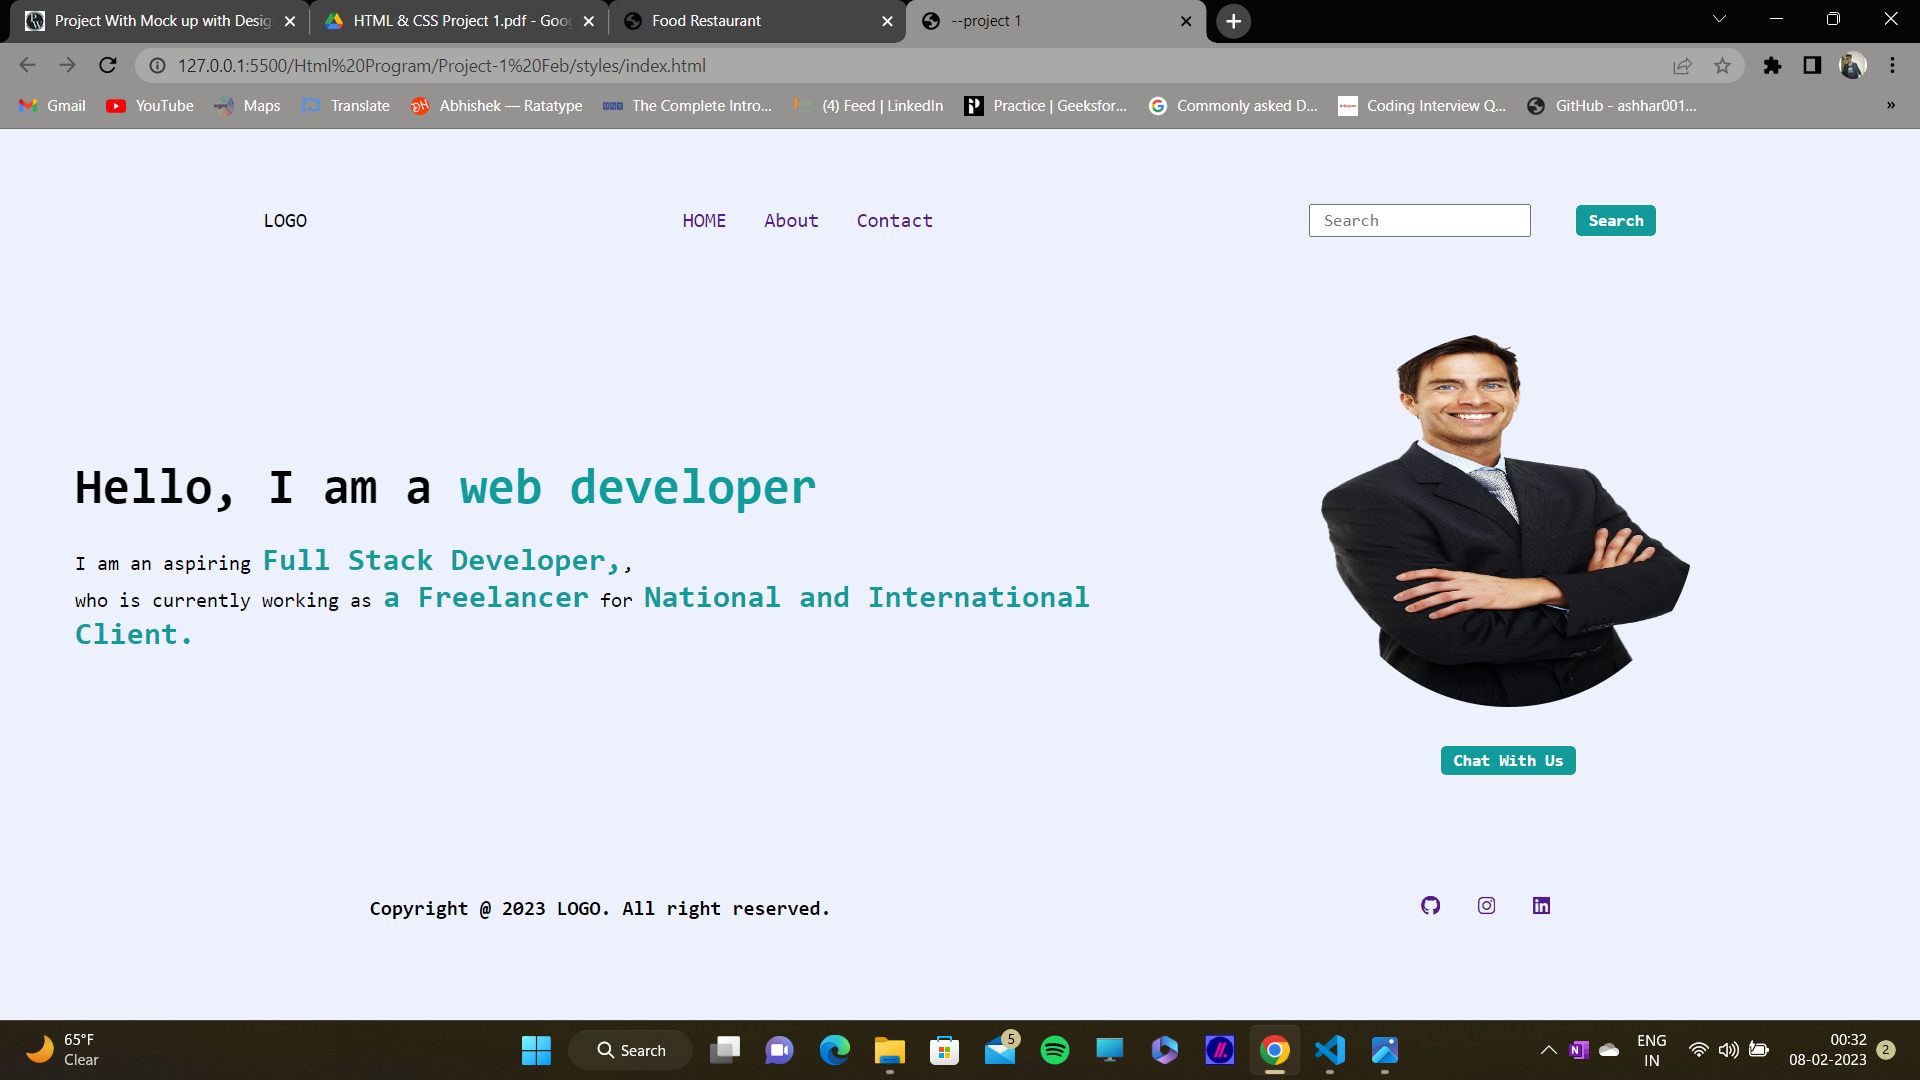 Project With Mock up with Desig
HTML & CSS Project 1.pdf - Goo
Food Restaurant
--project 1
127.0.0.1:5500/Html%20Program/Project-1%20Feb/styles/index.html
Gmail YouTube Maps Translate Abhishek — Ratatype The Complete Intro... (4) Feed | LinkedIn Practice | Geeksfor... Commonly asked D... Coding Interview Q... GitHub - ashhar001... »
LOGO HOME About Contact Search Search
Hello, I am a web developer
I am an aspiring Full Stack Developer,,
who is currently working as a Freelancer for National and International
Client.
Chat With Us
Copyright @ 2023 LOGO. All right reserved.
65°F
Clear
Search
5
ENG
IN
00:32
08-02-2023
2